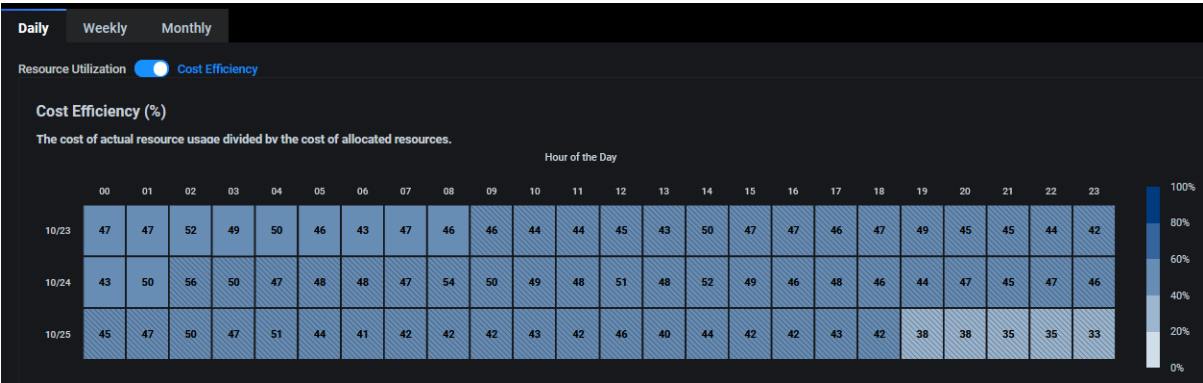 Daily Weekly Monthly
Resource Utilization Cost Efficiency
Cost Efficiency (%)
The cost of actual resource usage divided by the cost of allocated resources.
Hour of the Day
00 01 02 03 04 05 06 07 08 09 10 11 12 13 14 15 16 17 18 19 20 21 22 23
10/23 47 47 52 49 50 46 43 47 46 46 44 44 45 43 50 47 47 46 47 49 45 45 44 42
10/24 43 50 56 50 47 48 48 47 54 50 49 48 51 48 52 49 46 48 46 44 47 45 47 46
10/25 45 47 50 47 51 44 41 42 42 42 43 42 46 40 44 42 42 43 42 38 38 35 35 33
100%
80%
60%
40%
20%
0%